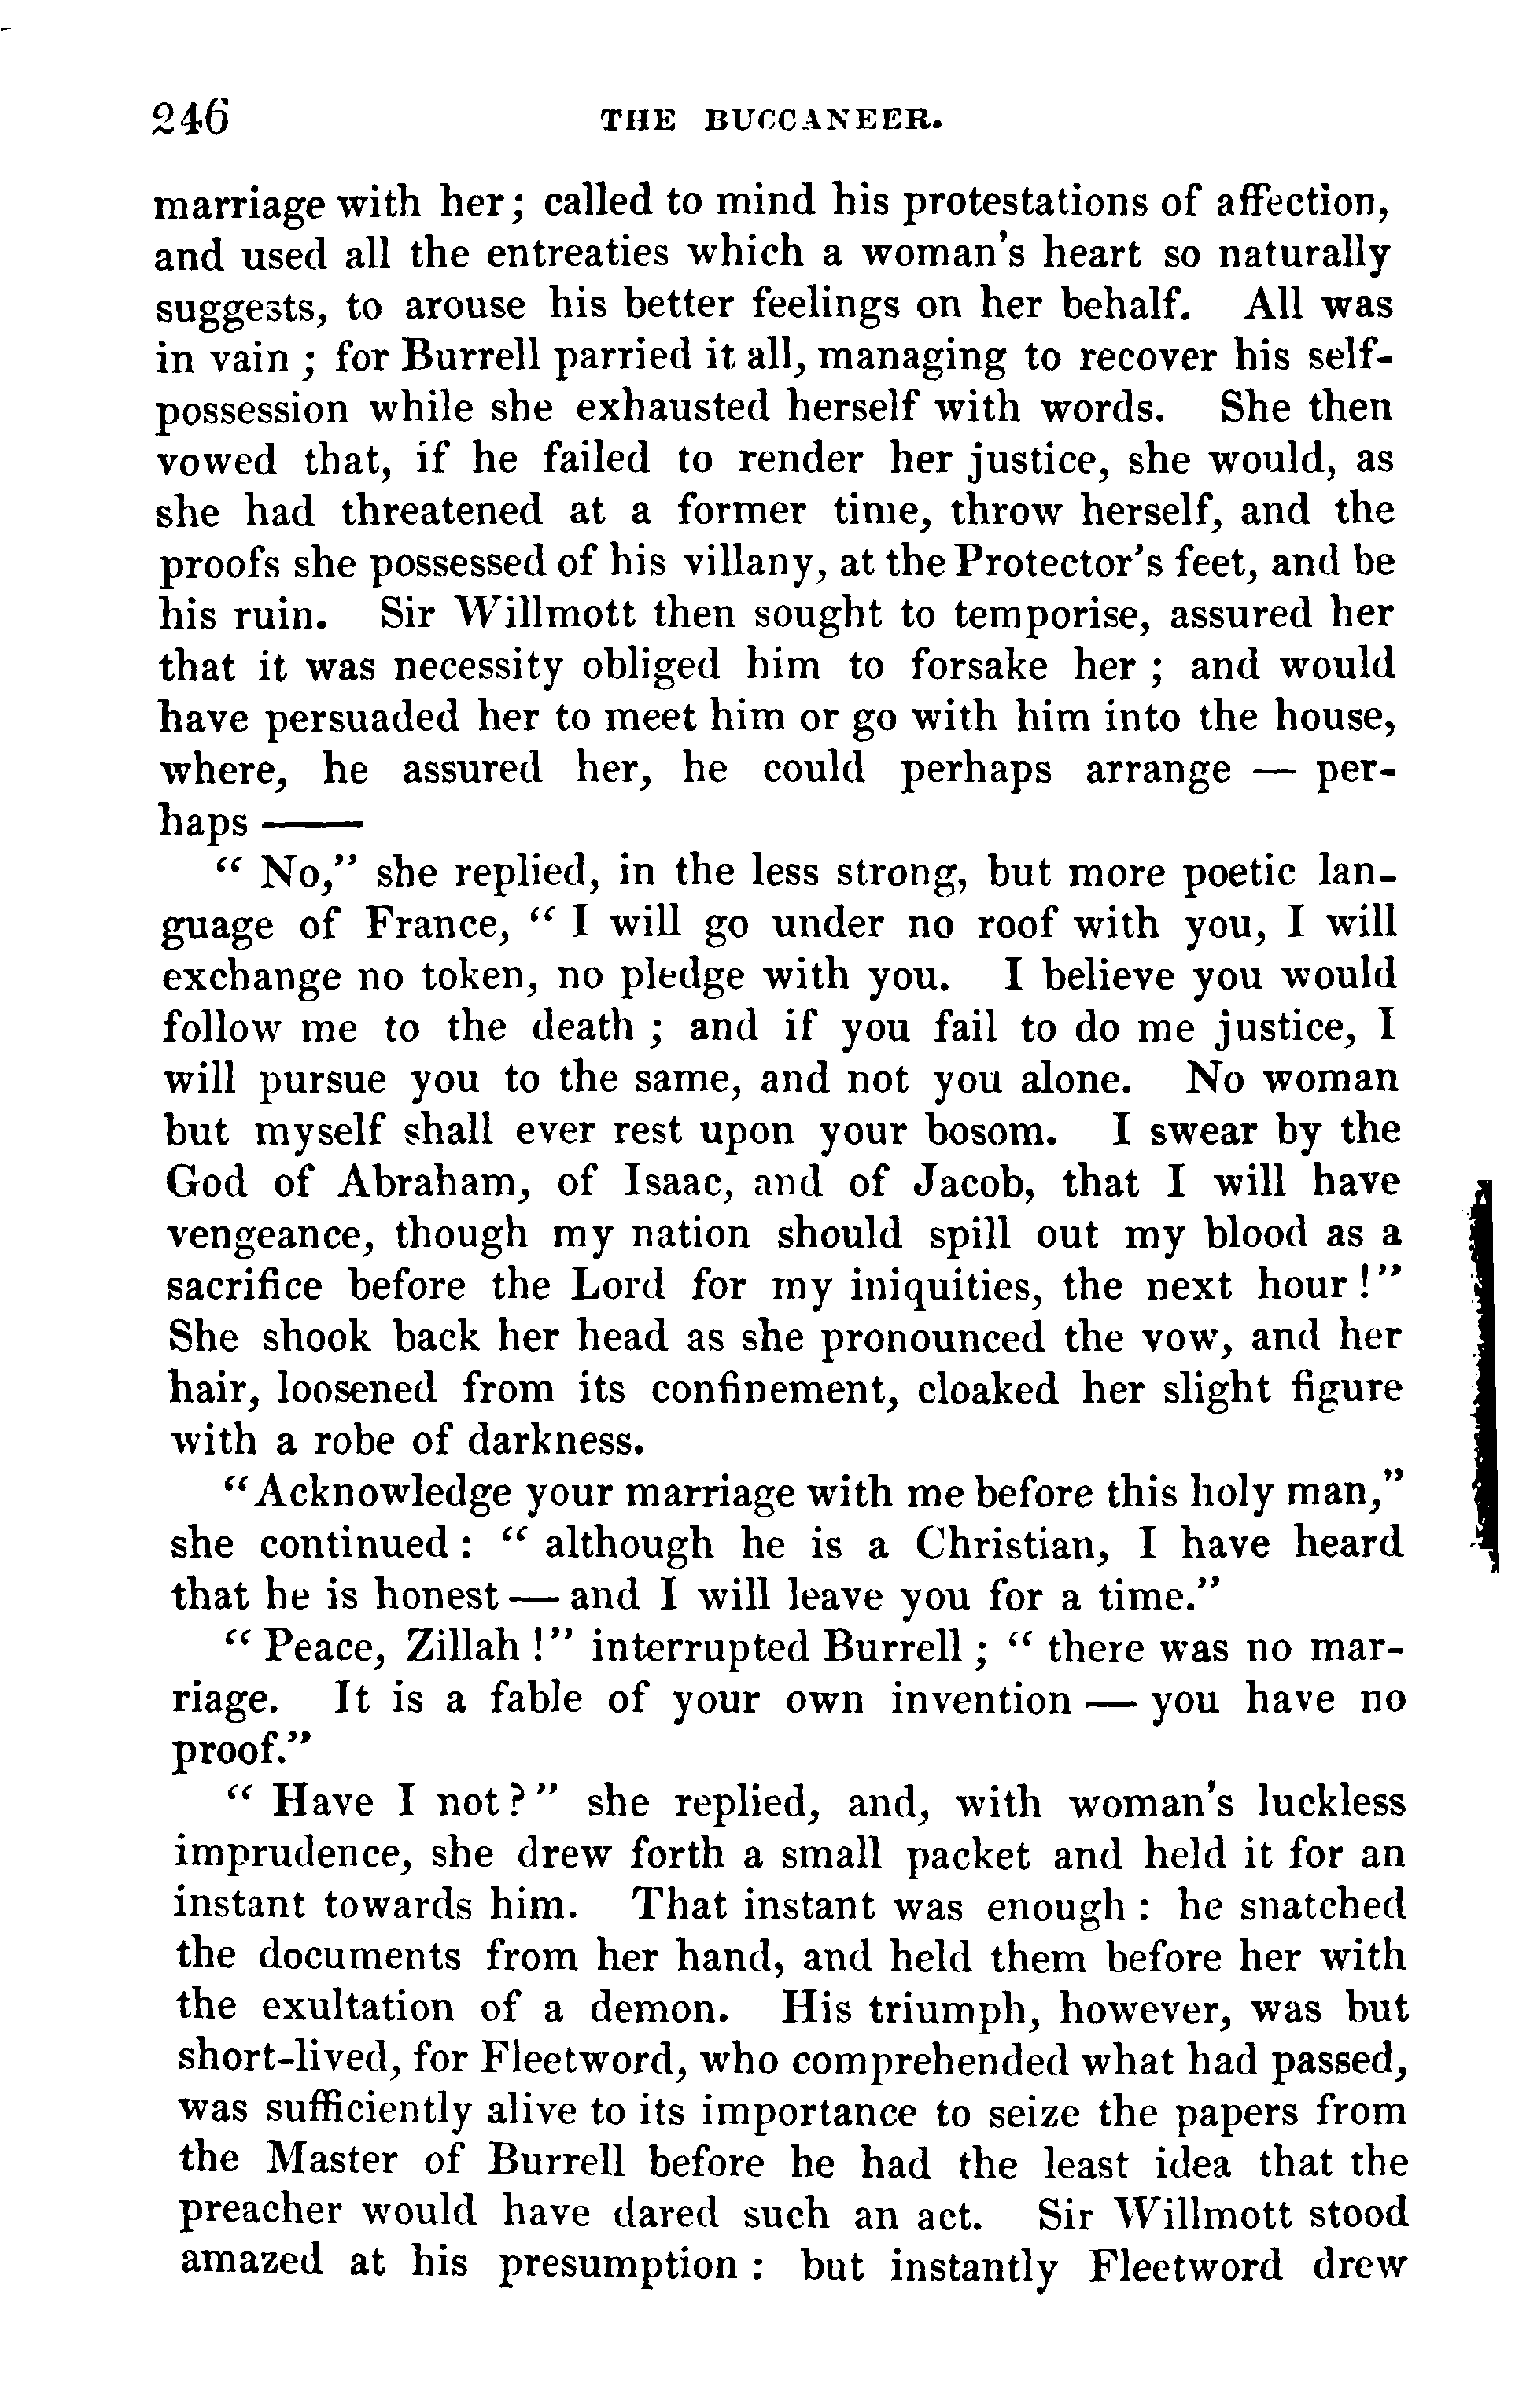 246 THE BUCCANEER.
marriage with her; called to mind his protestations of affection,
and used all the entreaties which a woman's heart so naturally
suggests, to arouse his better feelings on her behalf. All was
in vain ; for Burrell parried it all, managing to recover his self-
possession while she exhausted herself with words. She then
vowed that, if he failed to render her justice, she would, as
she had threatened at a former time, throw herself, and the
proofs she possessed of his villany, at the Protector's feet, and be
his ruin. Sir Willmott then sought to temporise, assured her
that it was necessity obliged him to forsake her ; and would
have persuaded her to meet him or go with him into the house,
where, he assured her, he could perhaps arrange — per-
haps ——
“ No,” she replied, in the less strong, but more poetic lan-
guage of France, “ I will go under no roof with you, I will
exchange no token, no pledge with you. I believe you would
follow me to the death ; and if you fail to do me justice, I
will pursue you to the same, and not you alone. No woman
but myself shall ever rest upon your bosom. I swear by the
God of Abraham, of Isaac, and of Jacob, that I will have
vengeance, though my nation should spill out my blood as a
sacrifice before the Lord for my iniquities, the next hour !”
She shook back her head as she pronounced the vow, and her
hair, loosened from its confinement, cloaked her slight figure
with a robe of darkness.
“Acknowledge your marriage with me before this holy man,”
she continued : “ although he is a Christian, I have heard
that he is honest — and I will leave you for a time.”
“ Peace, Zillah !” interrupted Burrell ; “ there was no mar-
riage. It is a fable of your own invention — you have no
proof.”
“ Have I not ? ” she replied, and, with woman's luckless
imprudence, she drew forth a small packet and held it for an
instant towards him. That instant was enough : he snatched
the documents from her hand, and held them before her with
the exultation of a demon. His triumph, however, was but
short-lived, for Fleetword, who comprehended what had passed,
was sufficiently alive to its importance to seize the papers from
the Master of Burrell before he had the least idea that the
preacher would have dared such an act. Sir Willmott stood
amazed at his presumption : but instantly Fleetword drew